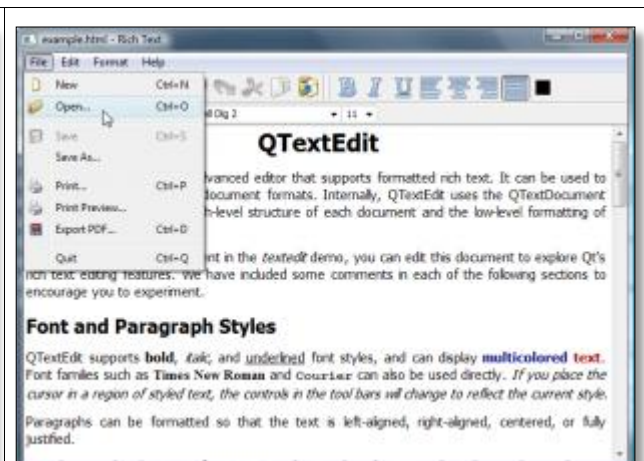 example.html - Rich Text
File Edit Format Help
New Ctrl+N
Open... Ctrl+O
Save Ctrl+S
Save As...
Print... Ctrl+P
Print Preview...
Export PDF... Ctrl+D
Quit Ctrl+Q
B I U
Dlg 2 11
QTextEdit
vanced editor that supports formatted rich text. It can be used to
ocument formats. Internally, QTextEdit uses the QTextDocument
h-level structure of each document and the low-level formatting of
nt in the textedit demo, you can edit this document to explore Qt's
rich text editing features. We have included some comments in each of the following sections to
encourage you to experiment.
Font and Paragraph Styles
QTextEdit supports bold, italic, and underlined font styles, and can display multicolored text.
Font families such as Times New Roman and Courier can also be used directly. If you place the
cursor in a region of styled text, the controls in the tool bars will change to reflect the current style.
Paragraphs can be formatted so that the text is left-aligned, right-aligned, centered, or fully
justified.